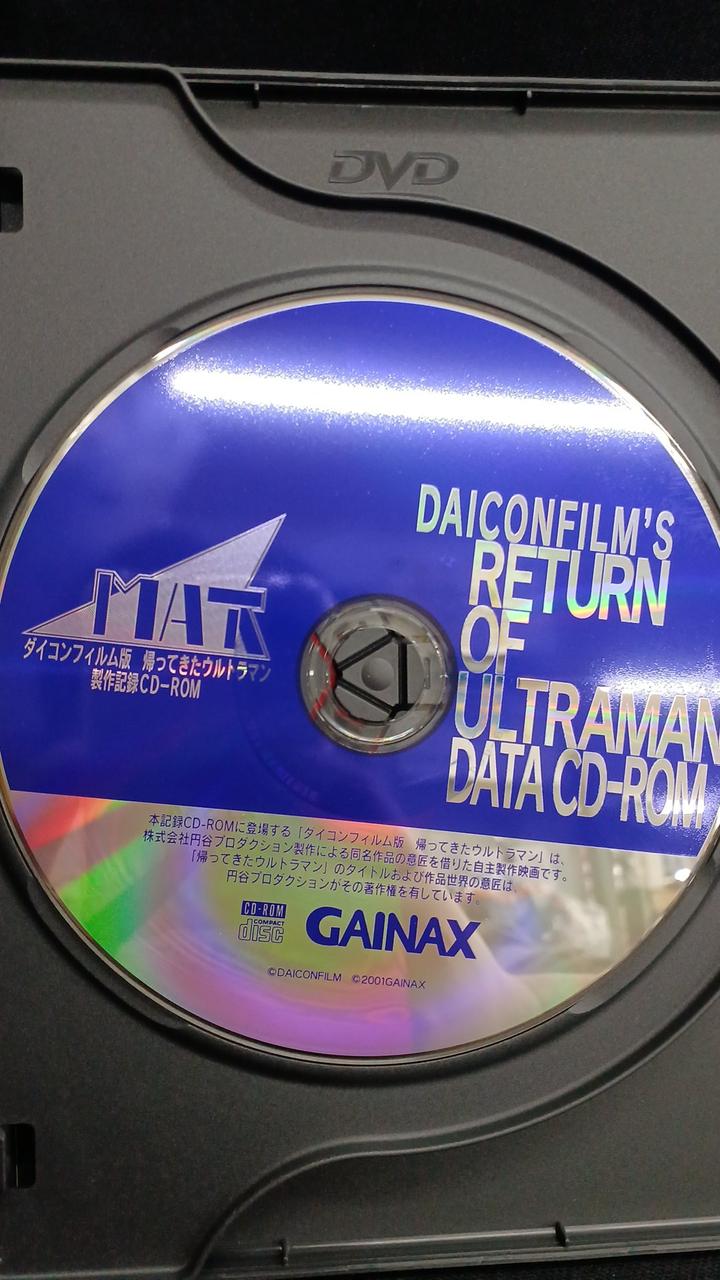 DVD
MAT
ダイコンフィルム版　帰ってきたウルトラマン
製作記録CD-ROM
DAICONFILM'S
RETURN
OF
ULTRAMAN
DATA CD-ROM
本記録CD-ROMに登場する「ダイコンフィルム版　帰ってきたウルトラマン」は、
株式会社円谷プロダクション製作による同名作品の意匠を借りた自主製作映画です。
「帰ってきたウルトラマン」のタイトルおよび作品世界の意匠は、
円谷プロダクションがその著作権を有しています。
CD-ROM
COMPACT
disc
GAINAX
©DAICONFILM　©2001GAINAX